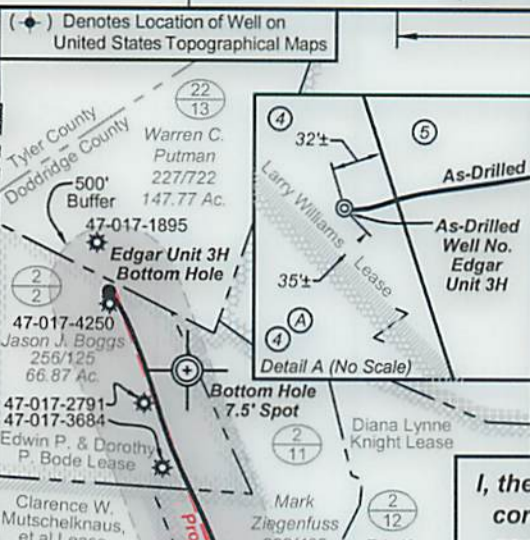 ( ) Denotes Location of Well on
United States Topographical Maps
22
13
Tyler County
Doddridge County
Warren C.
Putman
227/722
147.77 Ac.
500'
Buffer
47-017-1895
Edgar Unit 3H
Bottom Hole
2
2
47-017-4250
Jason J. Boggs
256/125
66.87 Ac.
47-017-2791
47-017-3684
Edwin P. & Dorothy
P. Bode Lease
Clarence W.
Mutschelknaus,
Bottom Hole
7.5' Spot
2
11
Mark
Ziegenfuss
Diana Lynne
Knight Lease
2
12
4
5
32'±
As-Drilled
Larry Williams
Lease
As-Drilled
Well No.
Edgar
Unit 3H
35'±
A
4
Detail A (No Scale)
I, the
cor
Pro